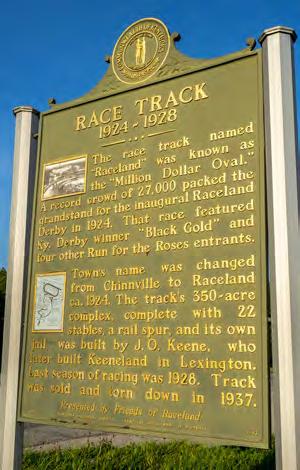 COMMONWEALTH OF KENTUCKY
RACE TRACK
1924 - 1928
The race track named
"Raceland" was known as
the "Million Dollar Oval."
A record crowd of 27,000 packed the
grandstand for the inaugural Raceland
Derby in 1924. That race featured
Ky. Derby winner "Black Gold" and
four other Run for the Roses entrants.
Town's name was changed
from Chinnville to Raceland
ca. 1924. The track's 350-acre
complex, complete with 22
stables, a rail spur, and its own
jail was built by J. O. Keene, who
later built Keeneland in Lexington.
Last season of racing was 1928. Track
was sold and torn down in 1937.
Presented by Friends of Raceland